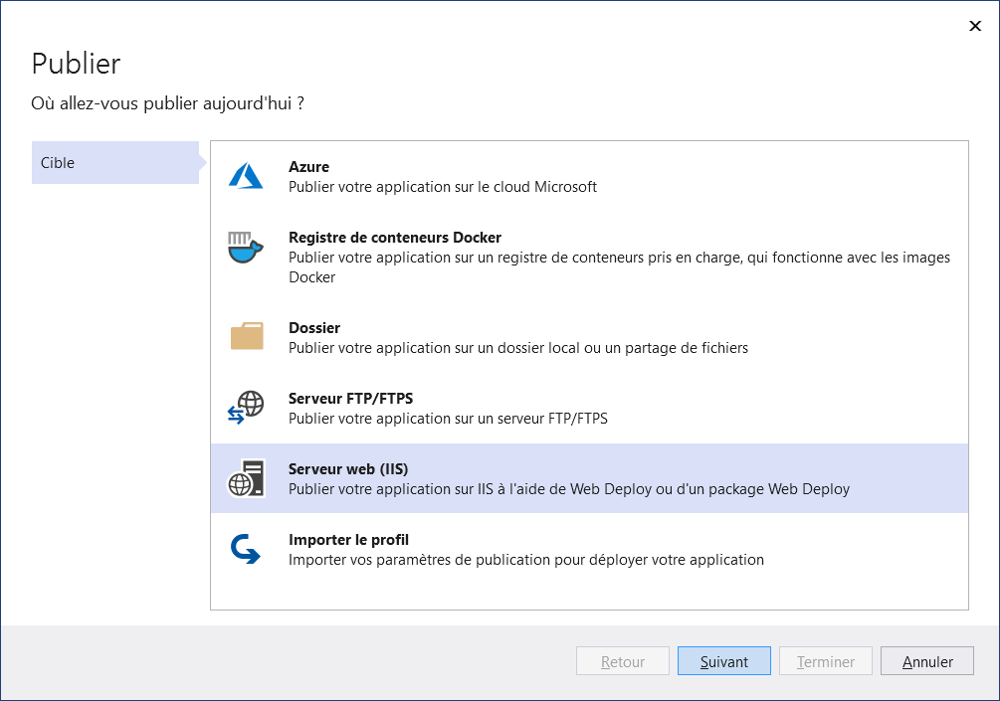 Publier
Où allez-vous publier aujourd'hui ?
Cible
Azure
Publier votre application sur le cloud Microsoft
Registre de conteneurs Docker
Publier votre application sur un registre de conteneurs pris en charge, qui fonctionne avec les images
Docker
Dossier
Publier votre application sur un dossier local ou un partage de fichiers
Serveur FTP/FTPS
Publier votre application sur un serveur FTP/FTPS
Serveur web (IIS)
Publier votre application sur IIS à l'aide de Web Deploy ou d'un package Web Deploy
Importer le profil
Importer vos paramètres de publication pour déployer votre application
Retour
Suivant
Terminer
Annuler